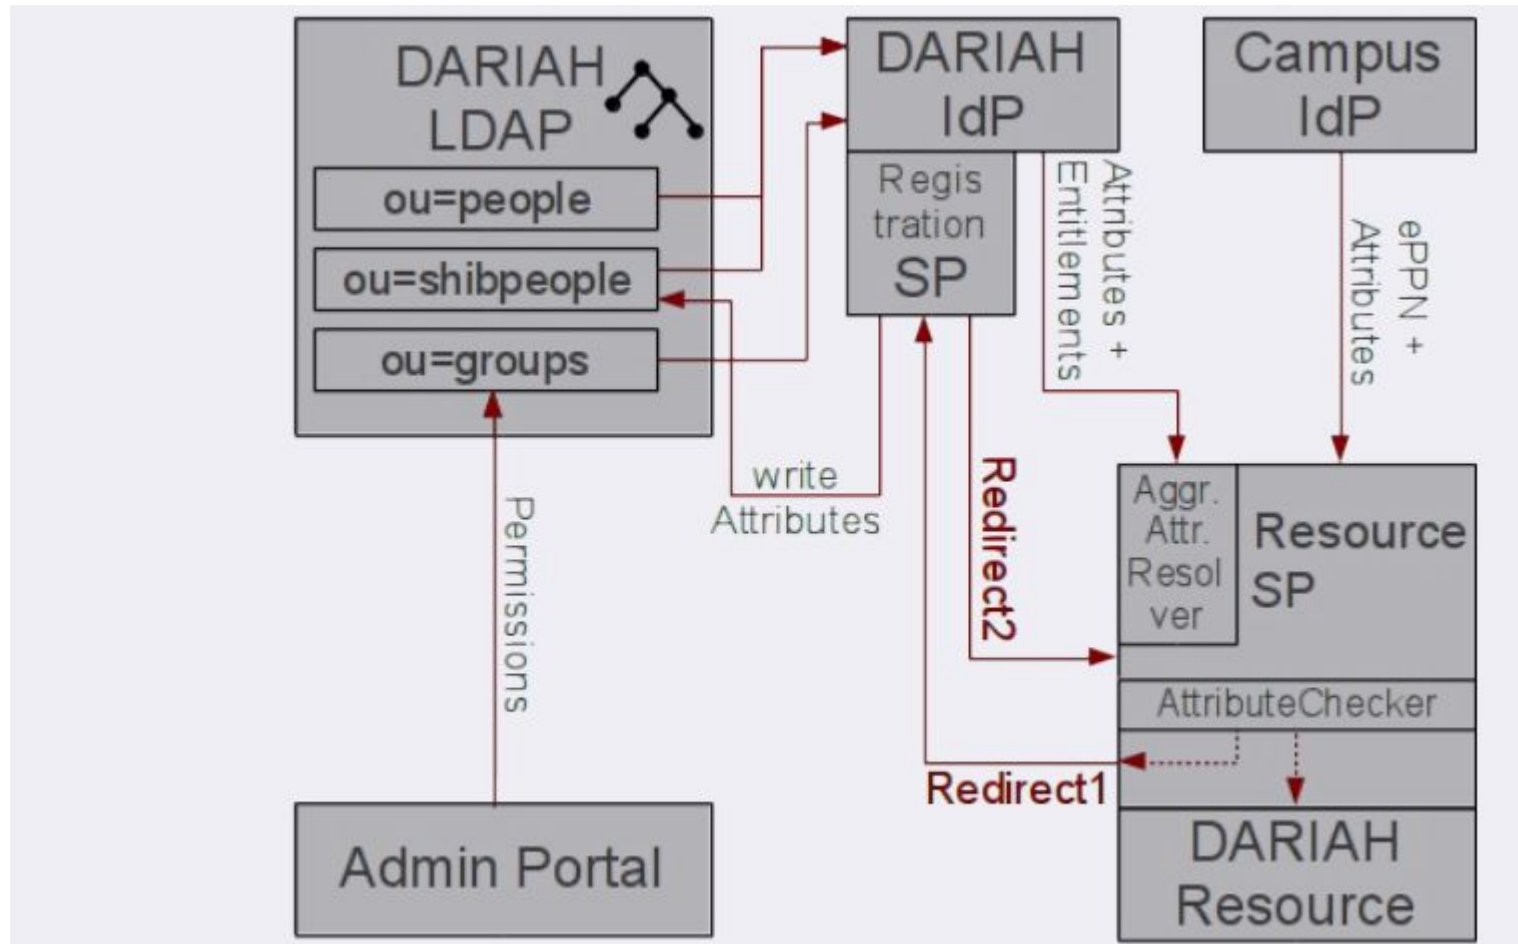 DARIAH
LDAP
ou=people
ou=shibpeople
ou=groups
DARIAH
IdP
Regis
tration
SP
Campus
IdP
Attributes +
Entitlements
ePPN +
Attributes
write
Attributes
Permissions
Redirect2
Aggr.
Attr.
Resol
ver
Resource
SP
AttributeChecker
Redirect1
DARIAH
Resource
Admin Portal